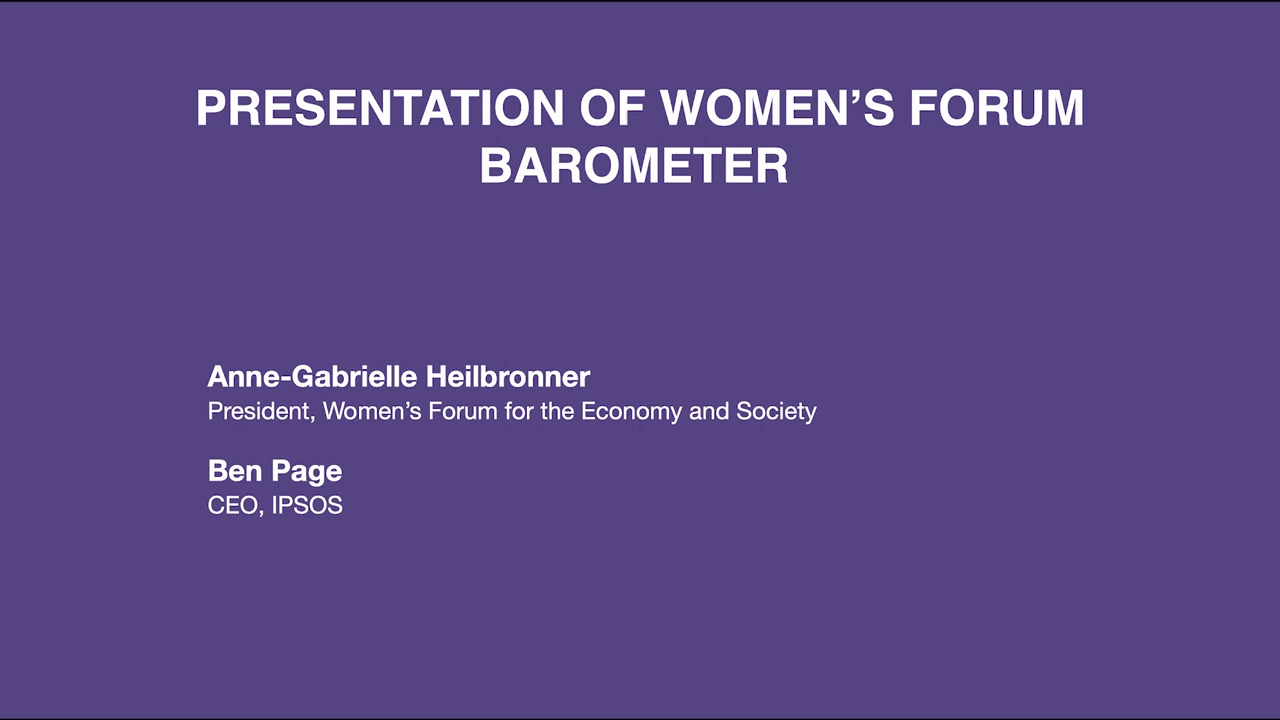 PRESENTATION OF WOMEN’S FORUM
BAROMETER
Anne-Gabrielle Heilbronner
President, Women’s Forum for the Economy and Society
Ben Page
CEO, IPSOS